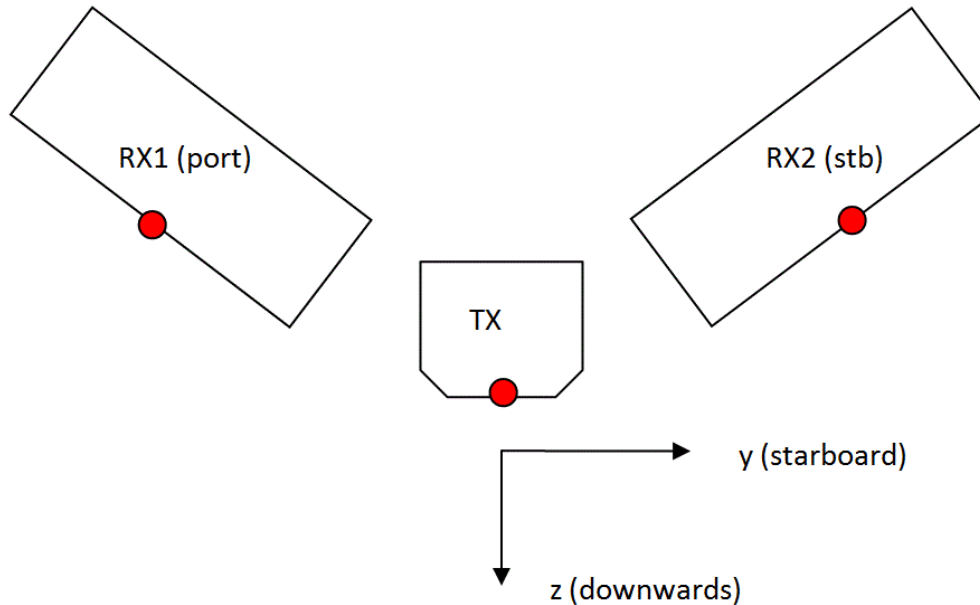 RX1 (port)
RX2 (stb)
TX
y (starboard)
z (downwards)